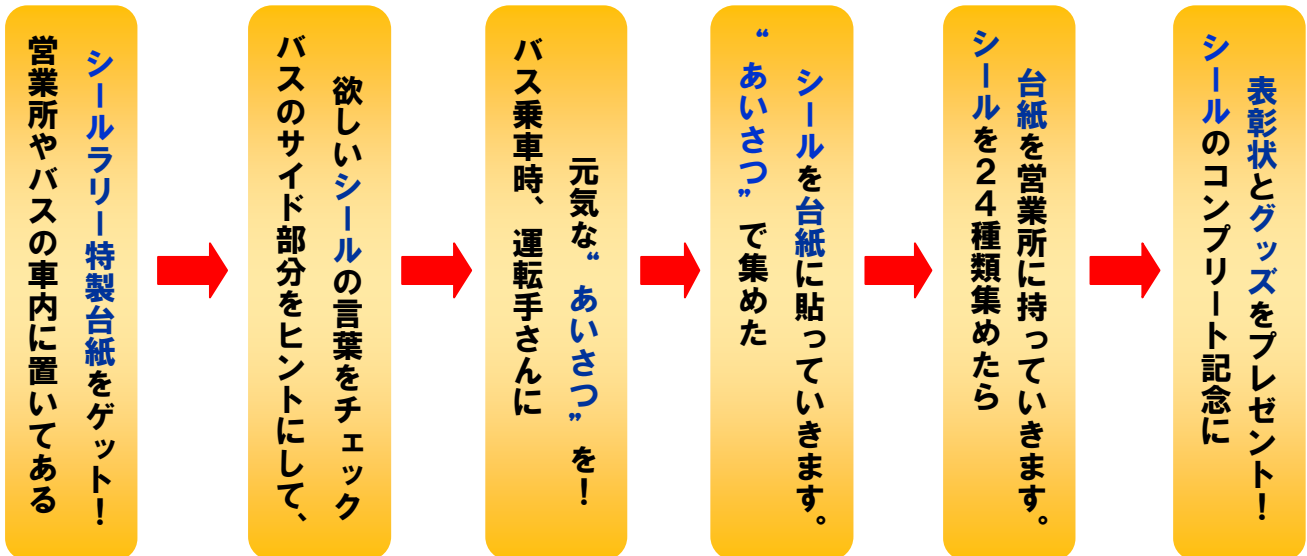 営業所やバスの車内に置いてある
シールラリー特製台紙をゲット！
バスのサイド部分をヒントにして、
欲しいシールの言葉をチェック
バス乗車時、運転手さんに
元気な“あいさつ”を！
“あいさつ”で集めた
シールを台紙に貼っていきます。
シールを２４種類集めたら
台紙を営業所に持っていきます。
シールのコンプリート記念に
表彰状とグッズをプレゼント！